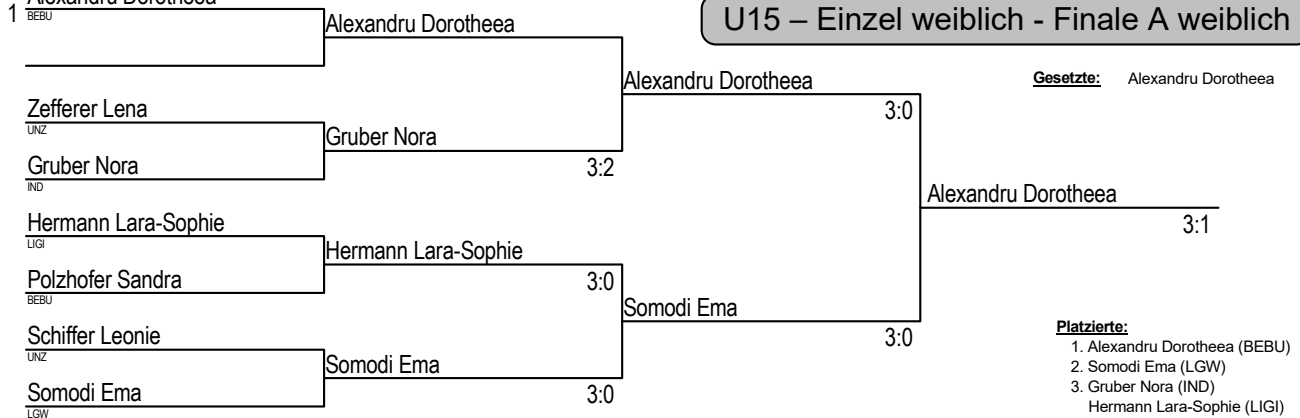 Alexandru Dorotheea
1
BEBU
Alexandru Dorotheea
U15 – Einzel weiblich - Finale A weiblich
Alexandru Dorotheea
Gesetzte: Alexandru Dorotheea
Zefferer Lena
UNZ
3:0
Gruber Nora
Gruber Nora
IND
3:2
Alexandru Dorotheea
3:1
Hermann Lara-Sophie
LIGI
Hermann Lara-Sophie
Polzhofer Sandra
BEBU
3:0
Somodi Ema
3:0
Schiffer Leonie
UNZ
Somodi Ema
Somodi Ema
LGW
3:0
Platzierte:
1. Alexandru Dorotheea (BEBU)
2. Somodi Ema (LGW)
3. Gruber Nora (IND)
Hermann Lara-Sophie (LIGI)